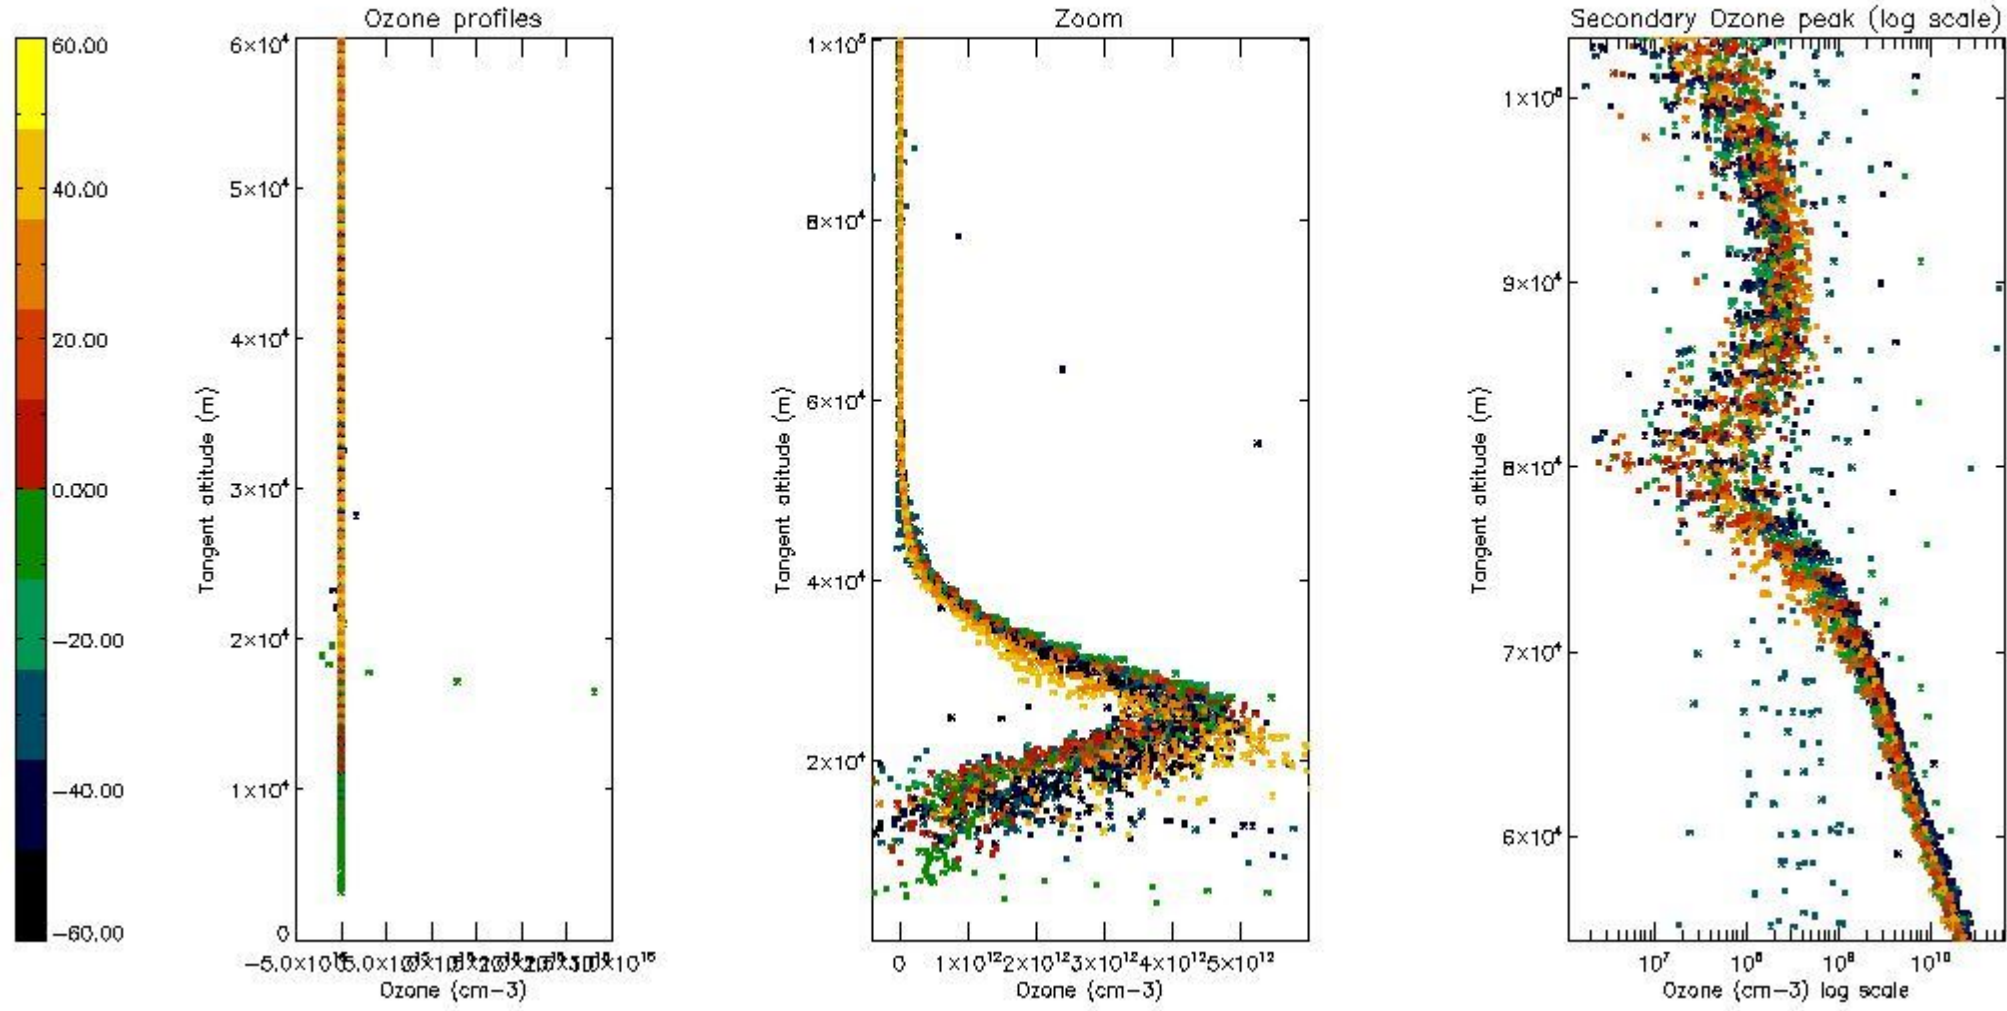 Ozone profiles
Zoom
Secondary Ozone peak (log scale)
60.00
40.00
20.00
0.000
−20.00
−40.00
−60.00
6×10⁴
5×10⁴
4×10⁴
3×10⁴
2×10⁴
1×10⁴
0
Tangent altitude (m)
Ozone (cm−3)
1×10⁵
8×10⁴
6×10⁴
4×10⁴
2×10⁴
Tangent altitude (m)
0 1×10¹² 2×10¹² 3×10¹² 4×10¹² 5×10¹²
Ozone (cm−3)
1×10⁵
9×10⁴
8×10⁴
7×10⁴
6×10⁴
Tangent altitude (m)
10⁷ 10⁸ 10⁹ 10¹⁰
Ozone (cm−3) log scale